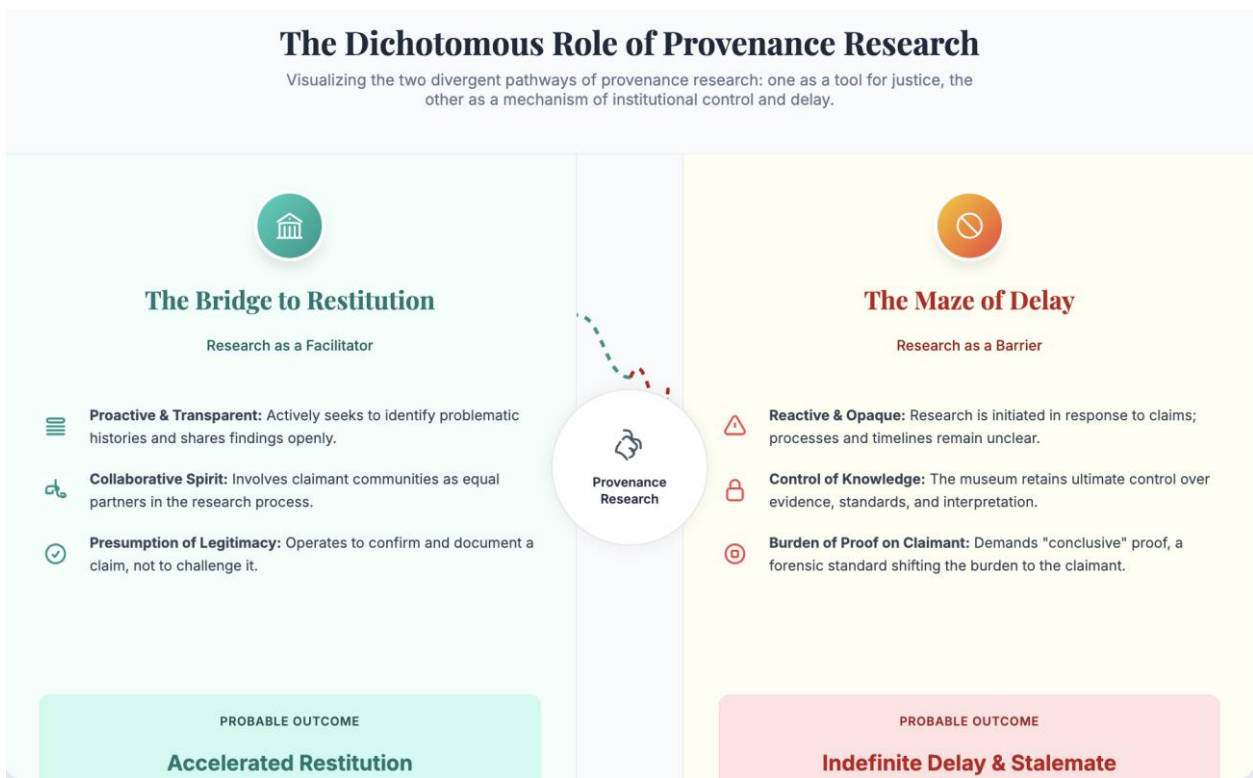 The Dichotomous Role of Provenance Research
Visualizing the two divergent pathways of provenance research: one as a tool for justice, the
other as a mechanism of institutional control and delay.
The Bridge to Restitution
Research as a Facilitator
Proactive & Transparent: Actively seeks to identify problematic
histories and shares findings openly.
Collaborative Spirit: Involves claimant communities as equal
partners in the research process.
Presumption of Legitimacy: Operates to confirm and document a
claim, not to challenge it.
PROBABLE OUTCOME
Accelerated Restitution
Provenance
Research
The Maze of Delay
Research as a Barrier
Reactive & Opaque: Research is initiated in response to claims;
processes and timelines remain unclear.
Control of Knowledge: The museum retains ultimate control over
evidence, standards, and interpretation.
Burden of Proof on Claimant: Demands "conclusive" proof, a
forensic standard shifting the burden to the claimant.
PROBABLE OUTCOME
Indefinite Delay & Stalemate